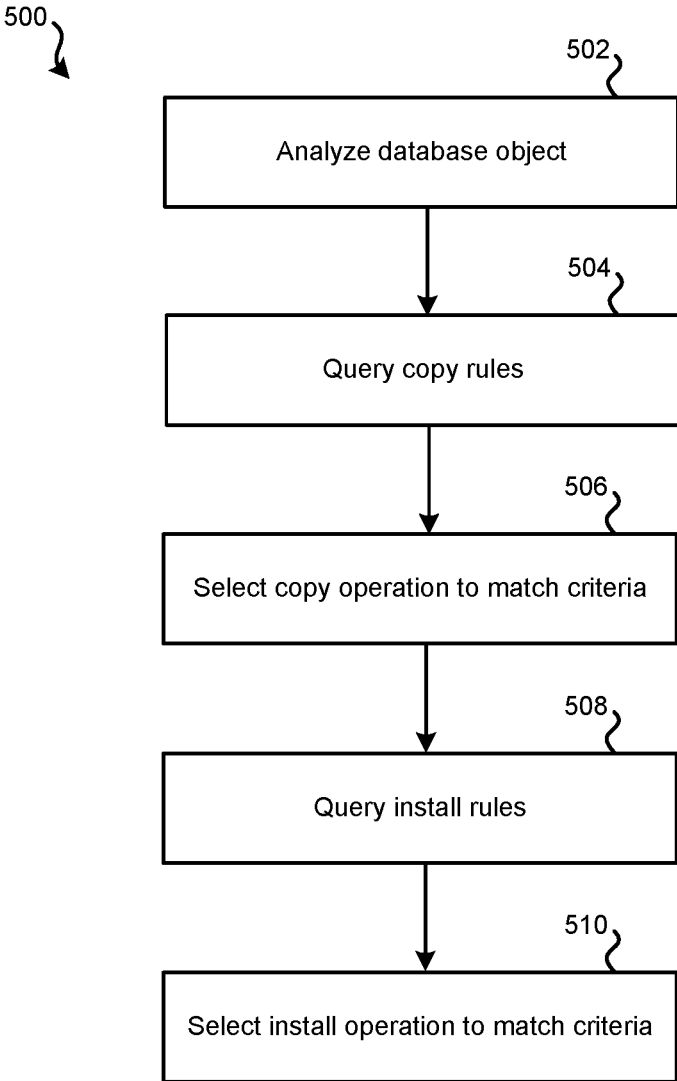 500
502
Analyze database object
504
Query copy rules
506
Select copy operation to match criteria
508
Query install rules
510
Select install operation to match criteria